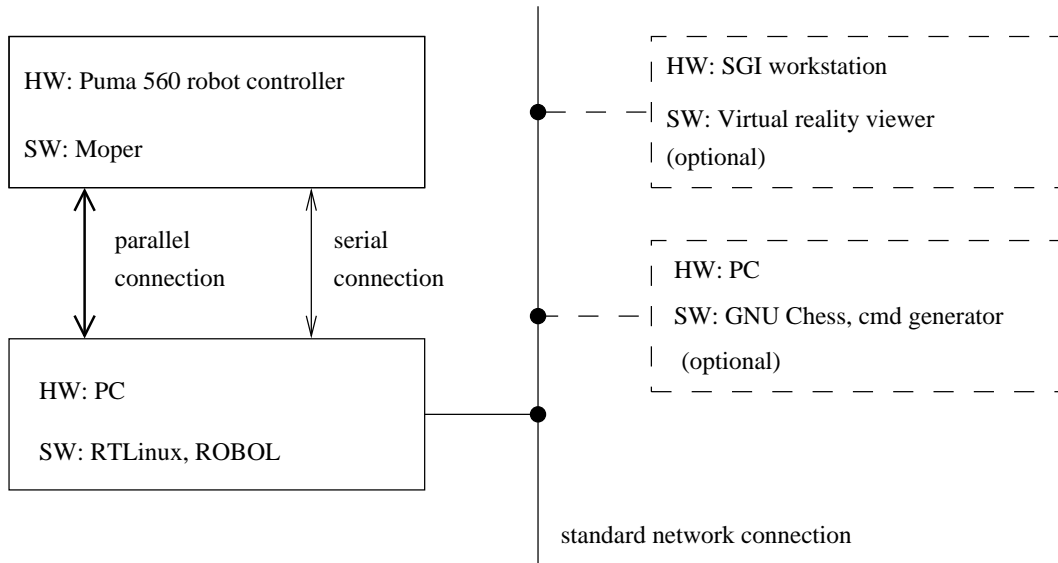 HW: Puma 560 robot controller
SW: Moper
parallel
connection
serial
connection
HW: PC
SW: RTLinux, ROBOL
HW: SGI workstation
SW: Virtual reality viewer
(optional)
HW: PC
SW: GNU Chess, cmd generator
(optional)
standard network connection